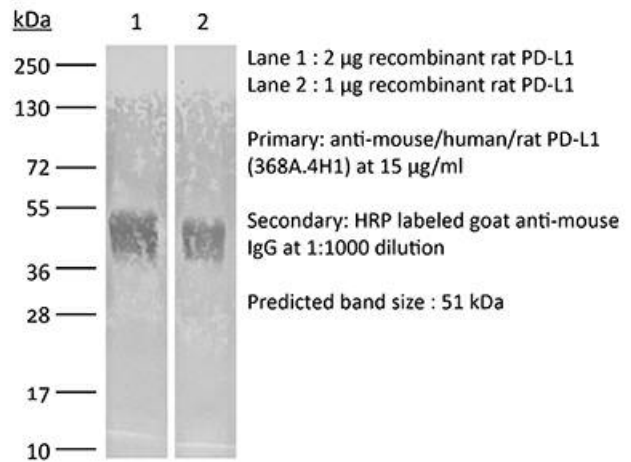 kDa
1 2
250
130
72
55
36
28
17
10
Lane 1 : 2 µg recombinant rat PD-L1
Lane 2 : 1 µg recombinant rat PD-L1
Primary: anti-mouse/human/rat PD-L1
(368A.4H1) at 15 µg/ml
Secondary: HRP labeled goat anti-mouse
IgG at 1:1000 dilution
Predicted band size : 51 kDa